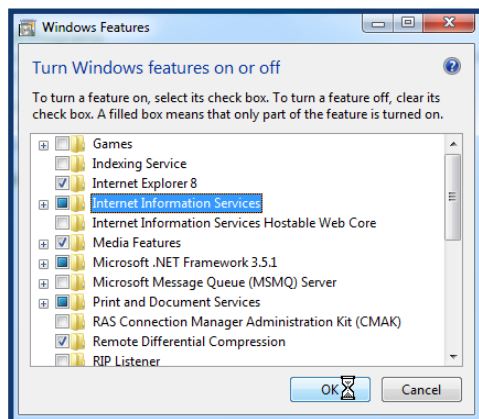 Windows Features
Turn Windows features on or off
To turn a feature on, select its check box. To turn a feature off, clear its
check box. A filled box means that only part of the feature is turned on.
Games
Indexing Service
Internet Explorer 8
Internet Information Services
Internet Information Services Hostable Web Core
Media Features
Microsoft .NET Framework 3.5.1
Microsoft Message Queue (MSMQ) Server
Print and Document Services
RAS Connection Manager Administration Kit (CMAK)
Remote Differential Compression
RIP Listener
OK Cancel